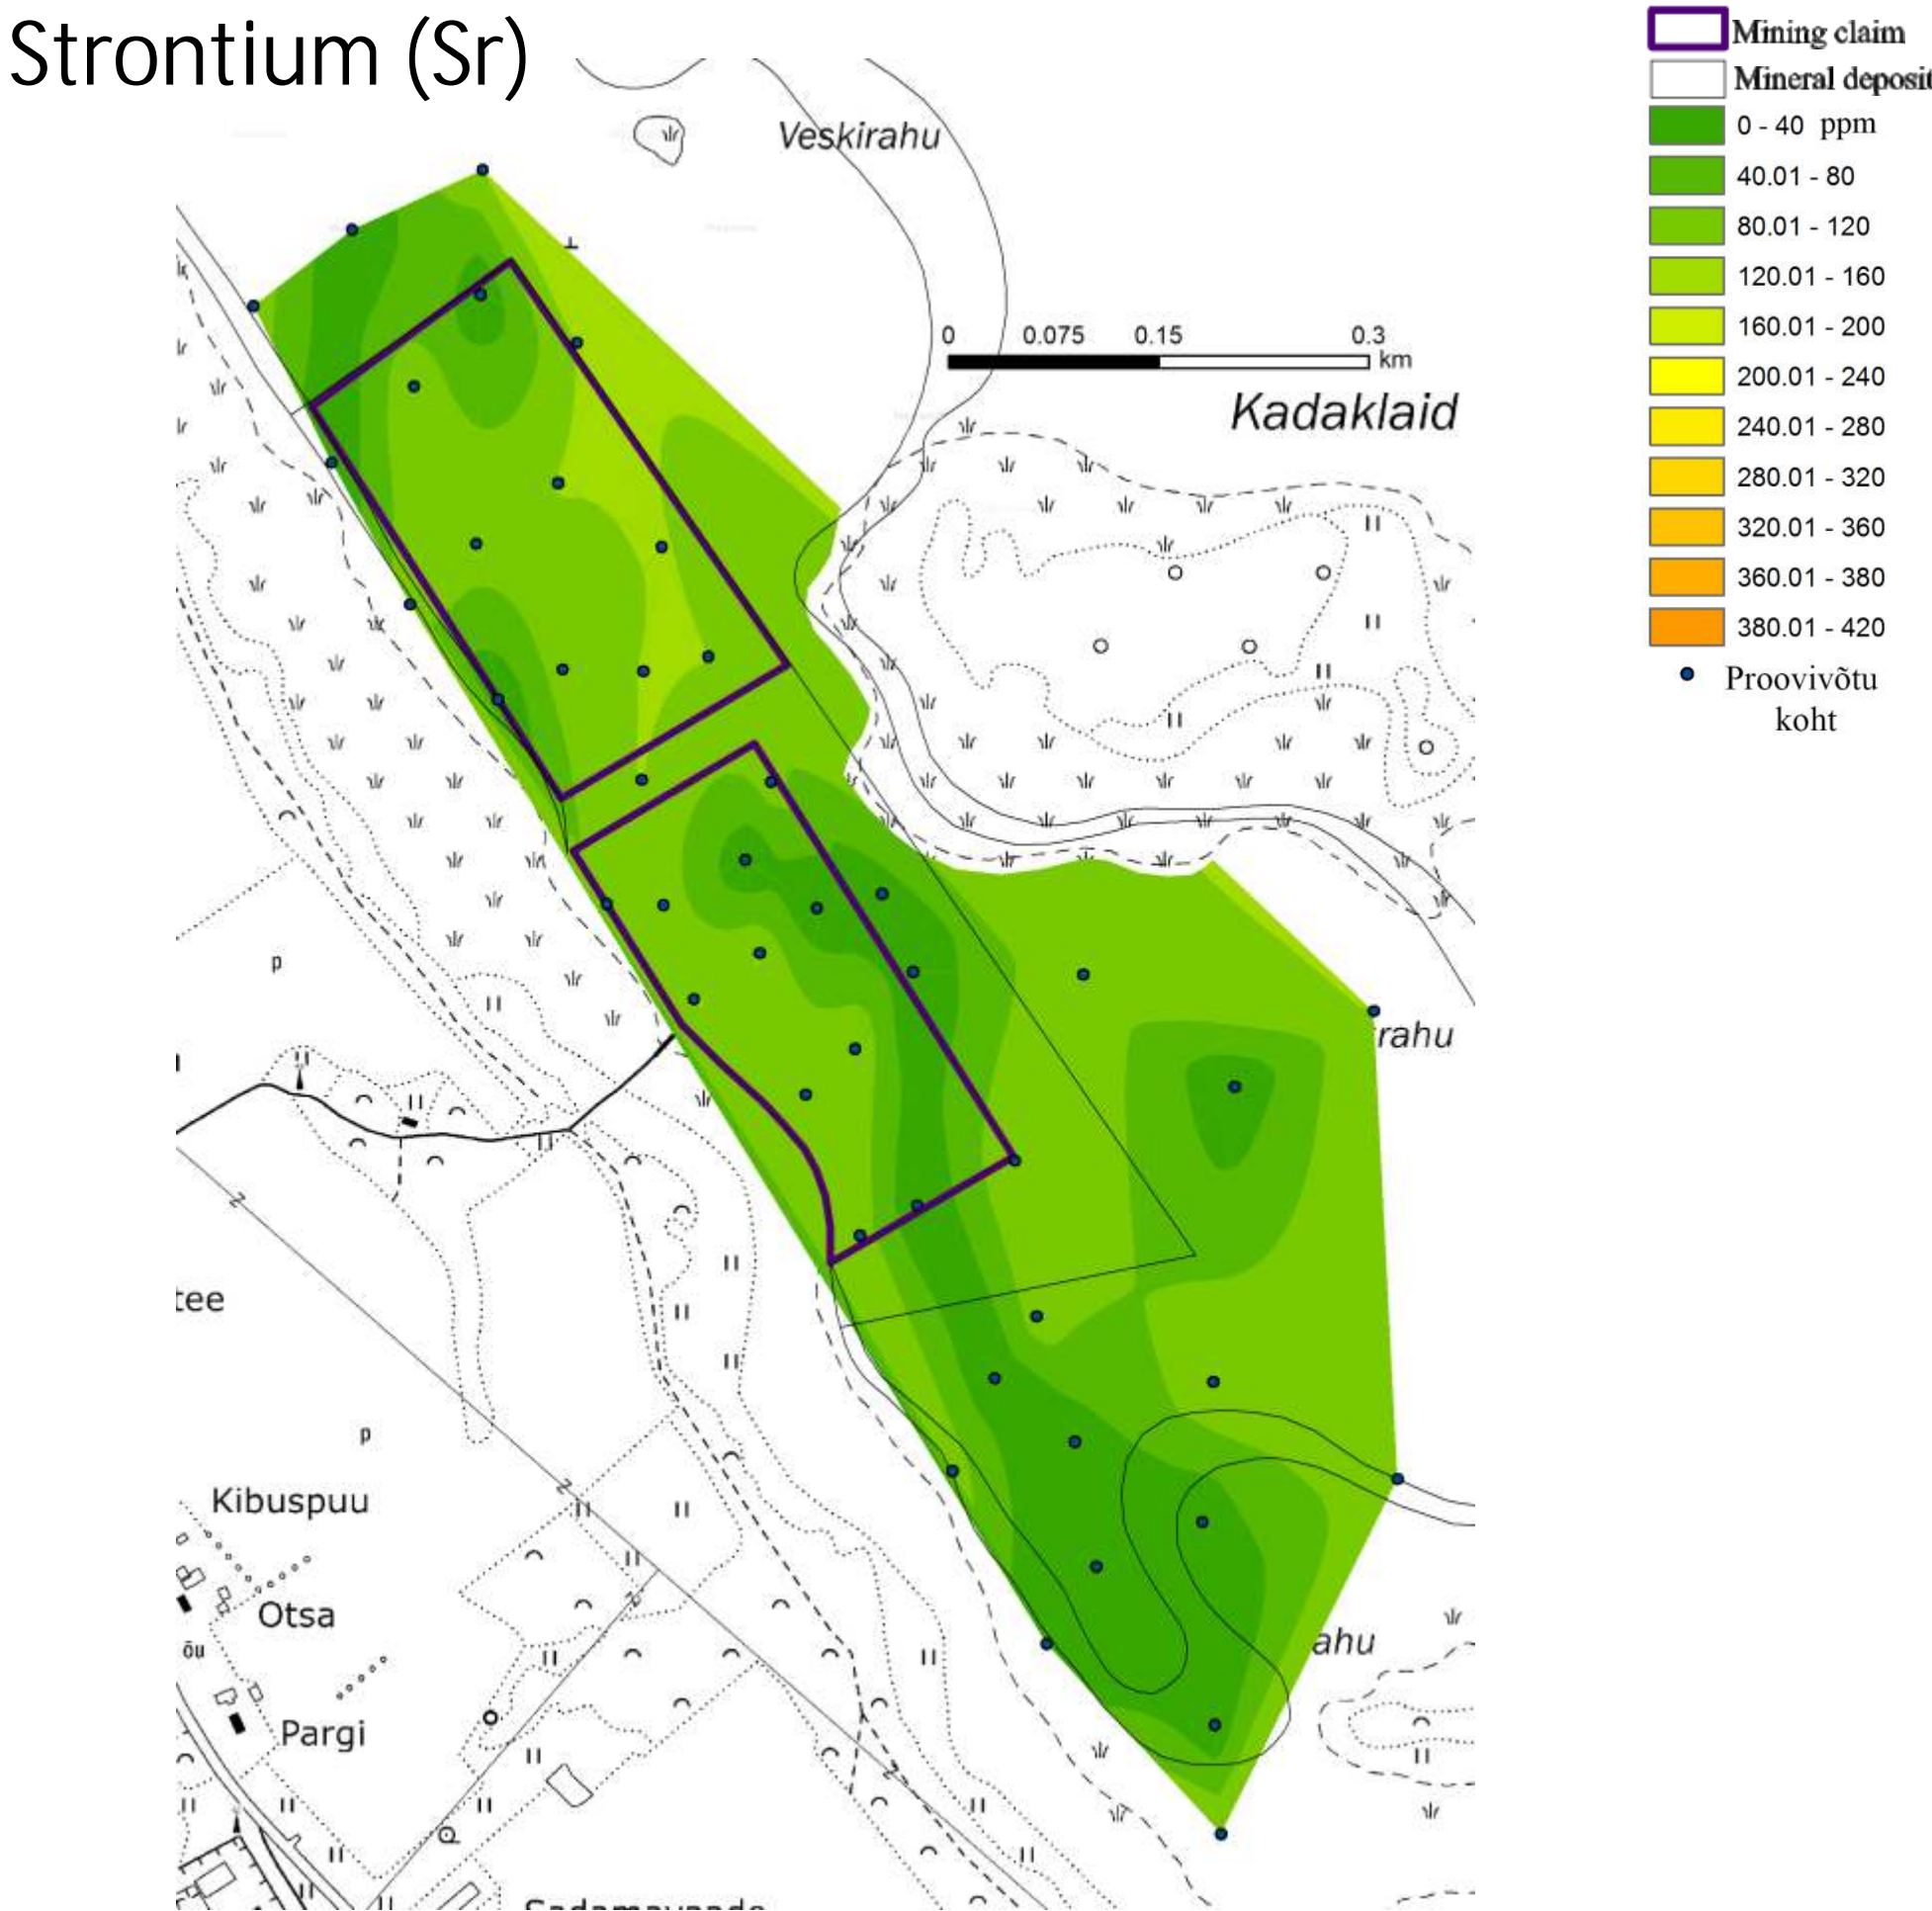 Strontium (Sr)
Mining claim
Mineral deposit
0 - 40 ppm
40.01 - 80
80.01 - 120
120.01 - 160
160.01 - 200
200.01 - 240
240.01 - 280
280.01 - 320
320.01 - 360
360.01 - 380
380.01 - 420
Proovivõtu
koht
Veskirahu
0 0.075 0.15 0.3
km
Kadaklaid
p
rahu
tee
p
Kibuspuu
Otsa
õu
ahu
Pargi